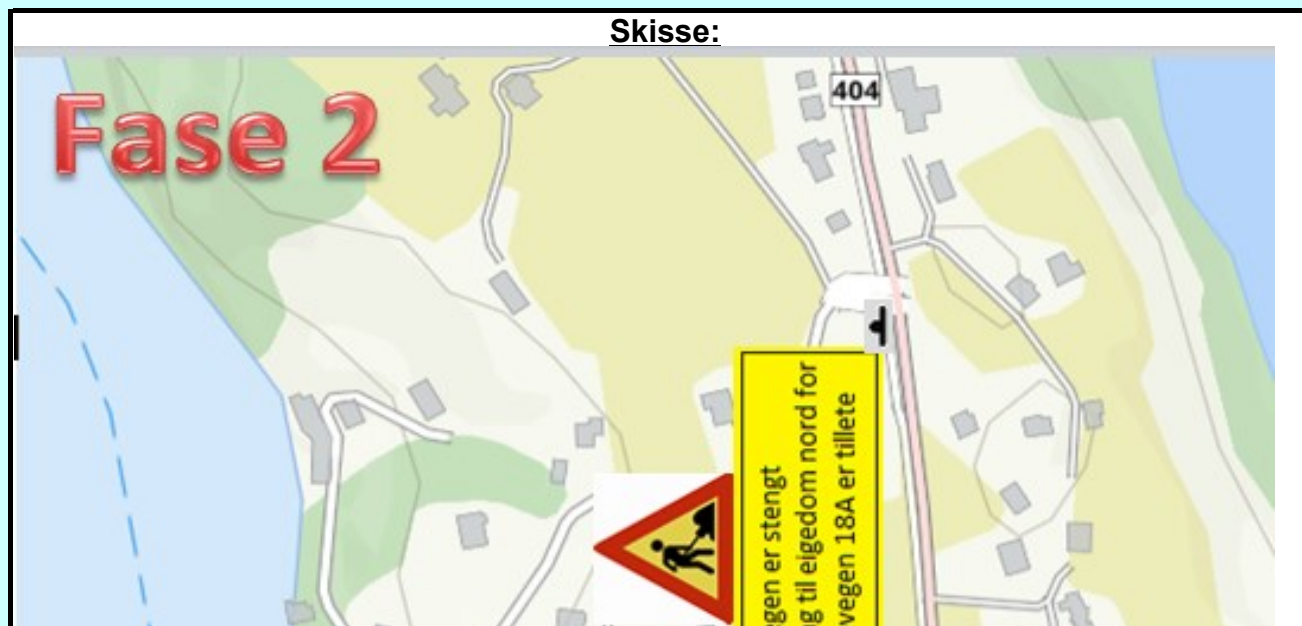 Skisse:
Fase 2
404
er stengt
til eigedom nord for
18A er tillete